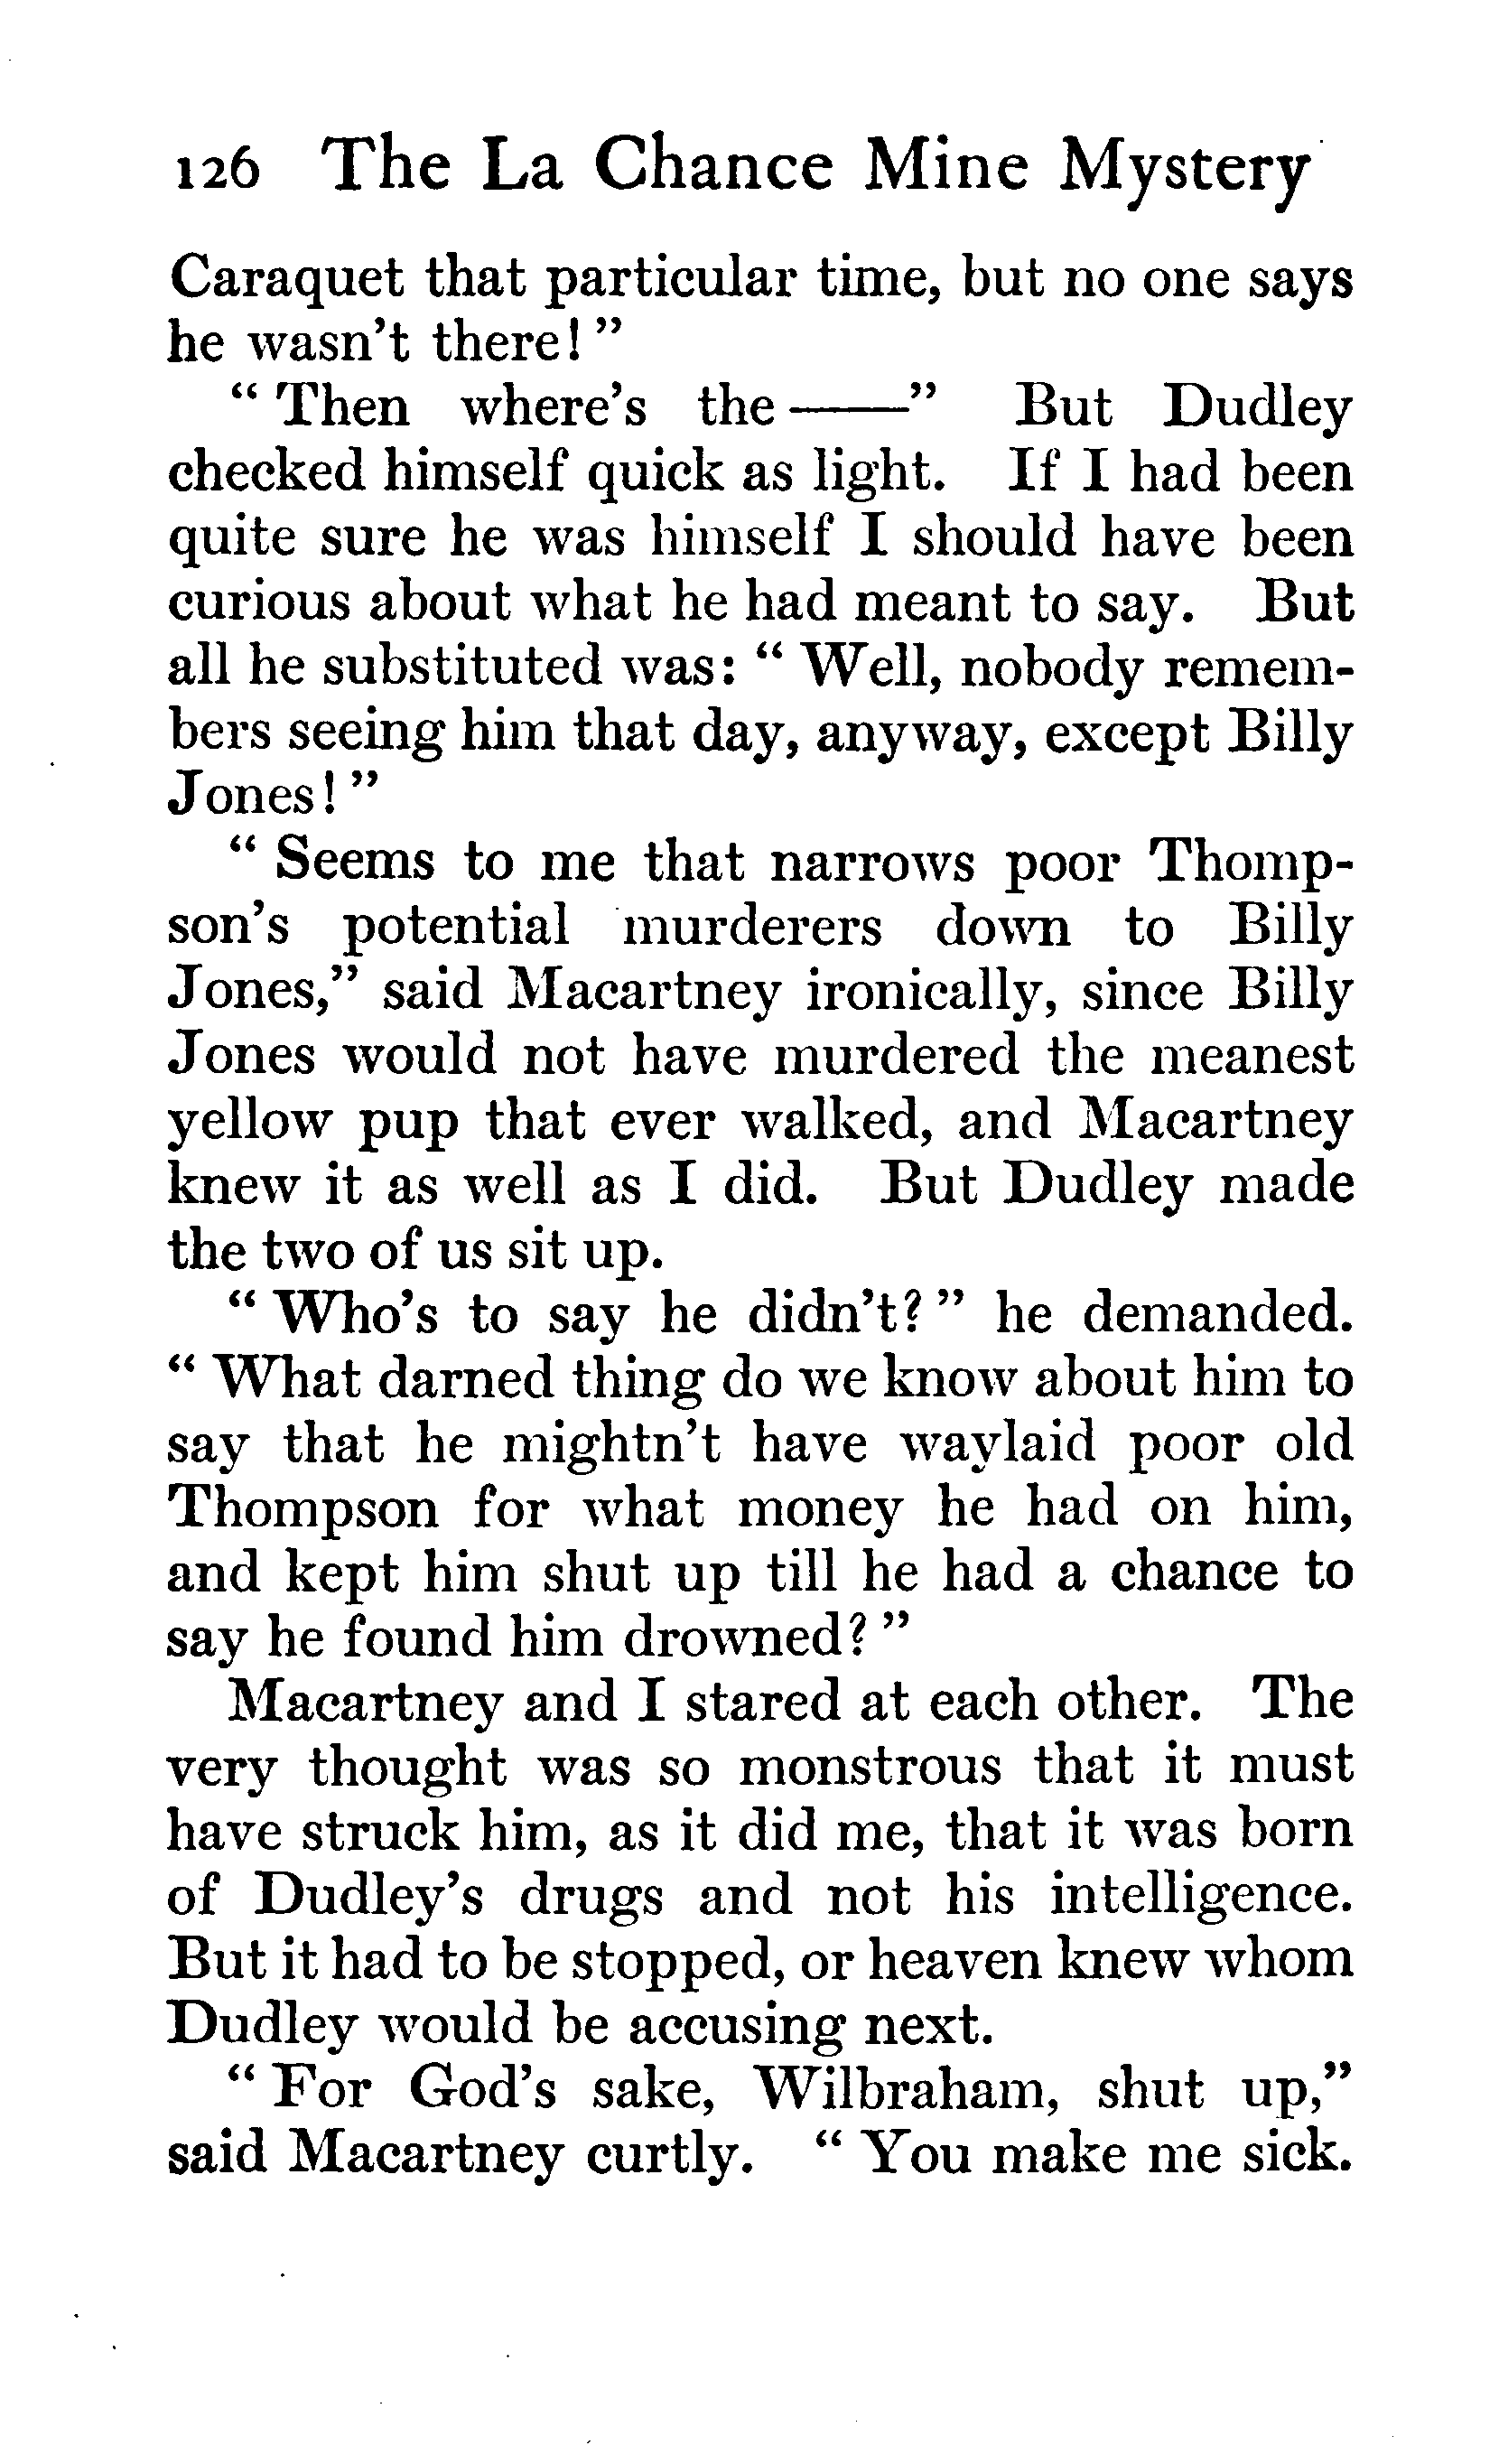 126 The La Chance Mine Mystery
Caraquet that particular time, but no one says
he wasn't there!"
"Then where's the ——" But Dudley
checked himself quick as light. If I had been
quite sure he was himself I should have been
curious about what he had meant to say. But
all he substituted was: "Well, nobody remem-
bers seeing him that day, anyway, except Billy
Jones!"
"Seems to me that narrows poor Thomp-
son's potential murderers down to Billy
Jones," said Macartney ironically, since Billy
Jones would not have murdered the meanest
yellow pup that ever walked, and Macartney
knew it as well as I did. But Dudley made
the two of us sit up.
"Who's to say he didn't?" he demanded.
"What darned thing do we know about him to
say that he mightn't have waylaid poor old
Thompson for what money he had on him,
and kept him shut up till he had a chance to
say he found him drowned?"
Macartney and I stared at each other. The
very thought was so monstrous that it must
have struck him, as it did me, that it was born
of Dudley's drugs and not his intelligence.
But it had to be stopped, or heaven knew whom
Dudley would be accusing next.
"For God's sake, Wilbraham, shut up,"
said Macartney curtly. "You make me sick.